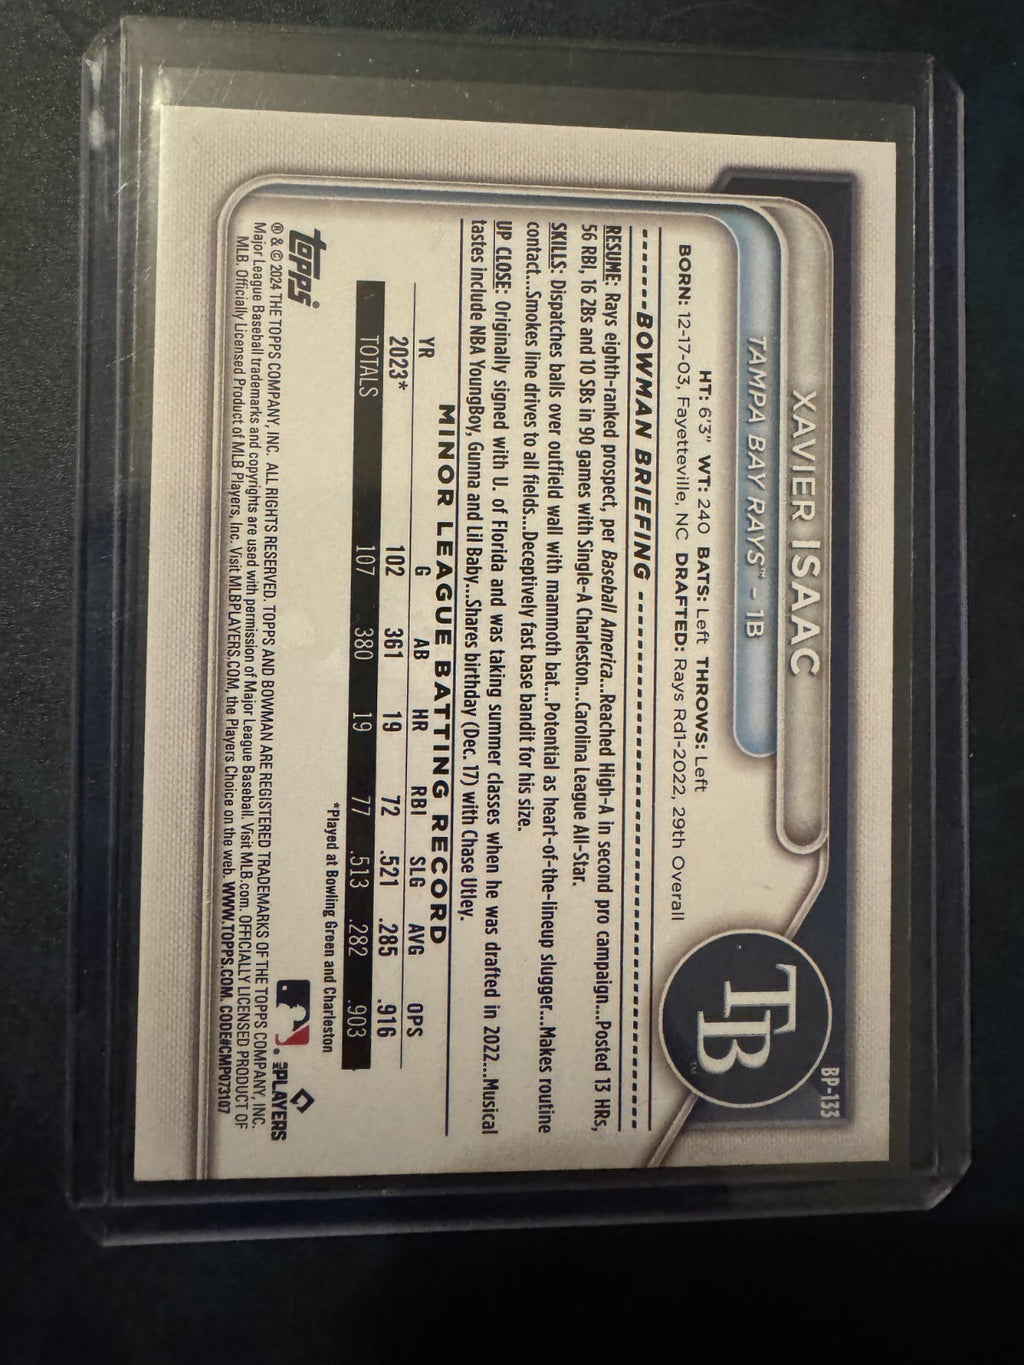 BP-133
XAVIER ISAAC
TAMPA BAY RAYS™ - 1B
TB™
HT: 6'3" WT: 240 BATS: Left THROWS: Left
BORN: 12-17-03, Fayetteville, NC DRAFTED: Rays Rd1-2022, 29th Overall
BOWMAN BRIEFING
RESUME: Rays eighth-ranked prospect, per Baseball America...Reached High-A in second pro campaign....Posted 13 HRs,
56 RBI, 16 2Bs and 10 SBs in 90 games with Single-A Charleston....Carolina League All-Star.
SKILLS: Dispatches balls over outfield wall with mammoth bat...Potential as heart-of-the-lineup slugger....Makes routine
contact....Smokes line drives to all fields....Deceptively fast base bandit for his size.
UP CLOSE: Originally signed with U. of Florida and was taking summer classes when he was drafted in 2022....Musical
tastes include NBA YoungBoy, Gunna and Lil Baby....Shares birthday (Dec. 17) with Chase Utley.
MINOR LEAGUE BATTING RECORD
YR G AB HR RBI SLG AVG OPS
2023* 102 361 19 72 .521 .285 .916
TOTALS 107 380 19 77 .513 .282 .903
*Played at Bowling Green and Charleston
topps®
MLB PLAYERS
® & © 2024 THE TOPPS COMPANY, INC. ALL RIGHTS RESERVED. TOPPS AND BOWMAN ARE REGISTERED TRADEMARKS OF THE TOPPS COMPANY, INC.
Major League Baseball trademarks and copyrights are used with permission of Major League Baseball. Visit MLB.com. OFFICIALLY LICENSED PRODUCT OF
MLB. Officially Licensed Product of MLB Players, Inc. Visit MLBPLAYERS.COM, the Players Choice on the web. WWW.TOPPS.COM. CODE#CMP073107